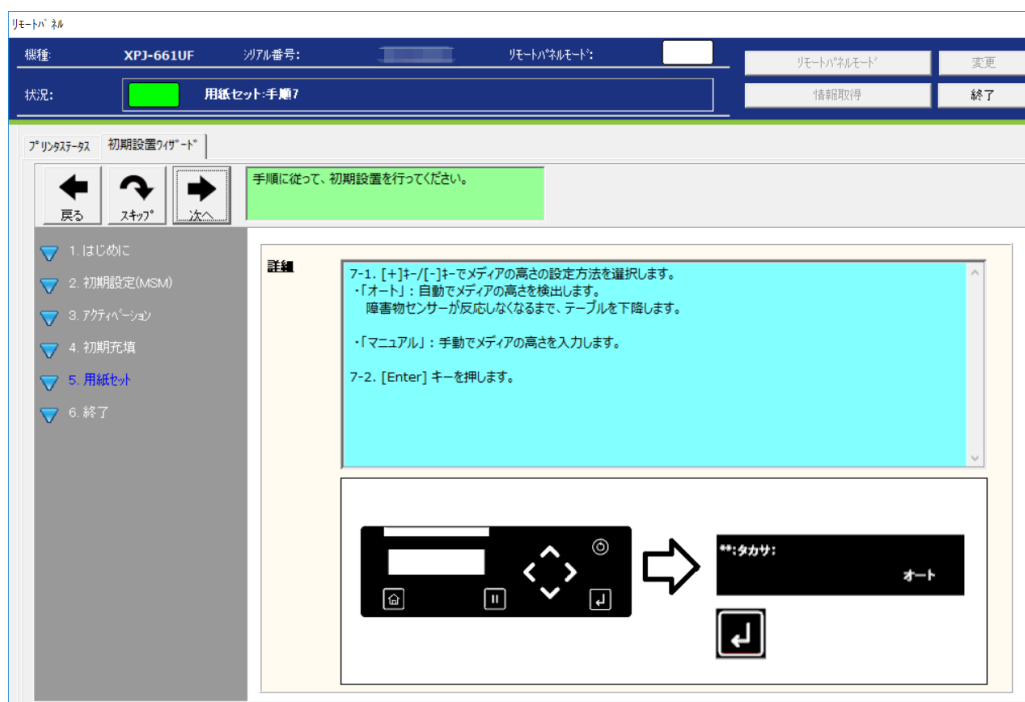 リモートパネル
機種:
XPJ-661UF
シリアル番号:
リモートパネルモード:
リモートパネルモード
変更
状況:
用紙セット:手順7
情報取得
終了
プリンタステータス
初期設置ウィザード
戻る
スキップ
次へ
手順に従って、初期設置を行ってください。
1. はじめに
2. 初期設定(MSM)
3. アクティベーション
4. 初期充填
5. 用紙セット
6. 終了
詳細
7-1. [+]キー/[-]キーでメディアの高さの設定方法を選択します。
・「オート」：自動でメディアの高さを検出します。
障害物センサーが反応しなくなるまで、テーブルを下降します。
・「マニュアル」：手動でメディアの高さを入力します。
7-2. [Enter] キーを押します。
**:タカサ:
オート